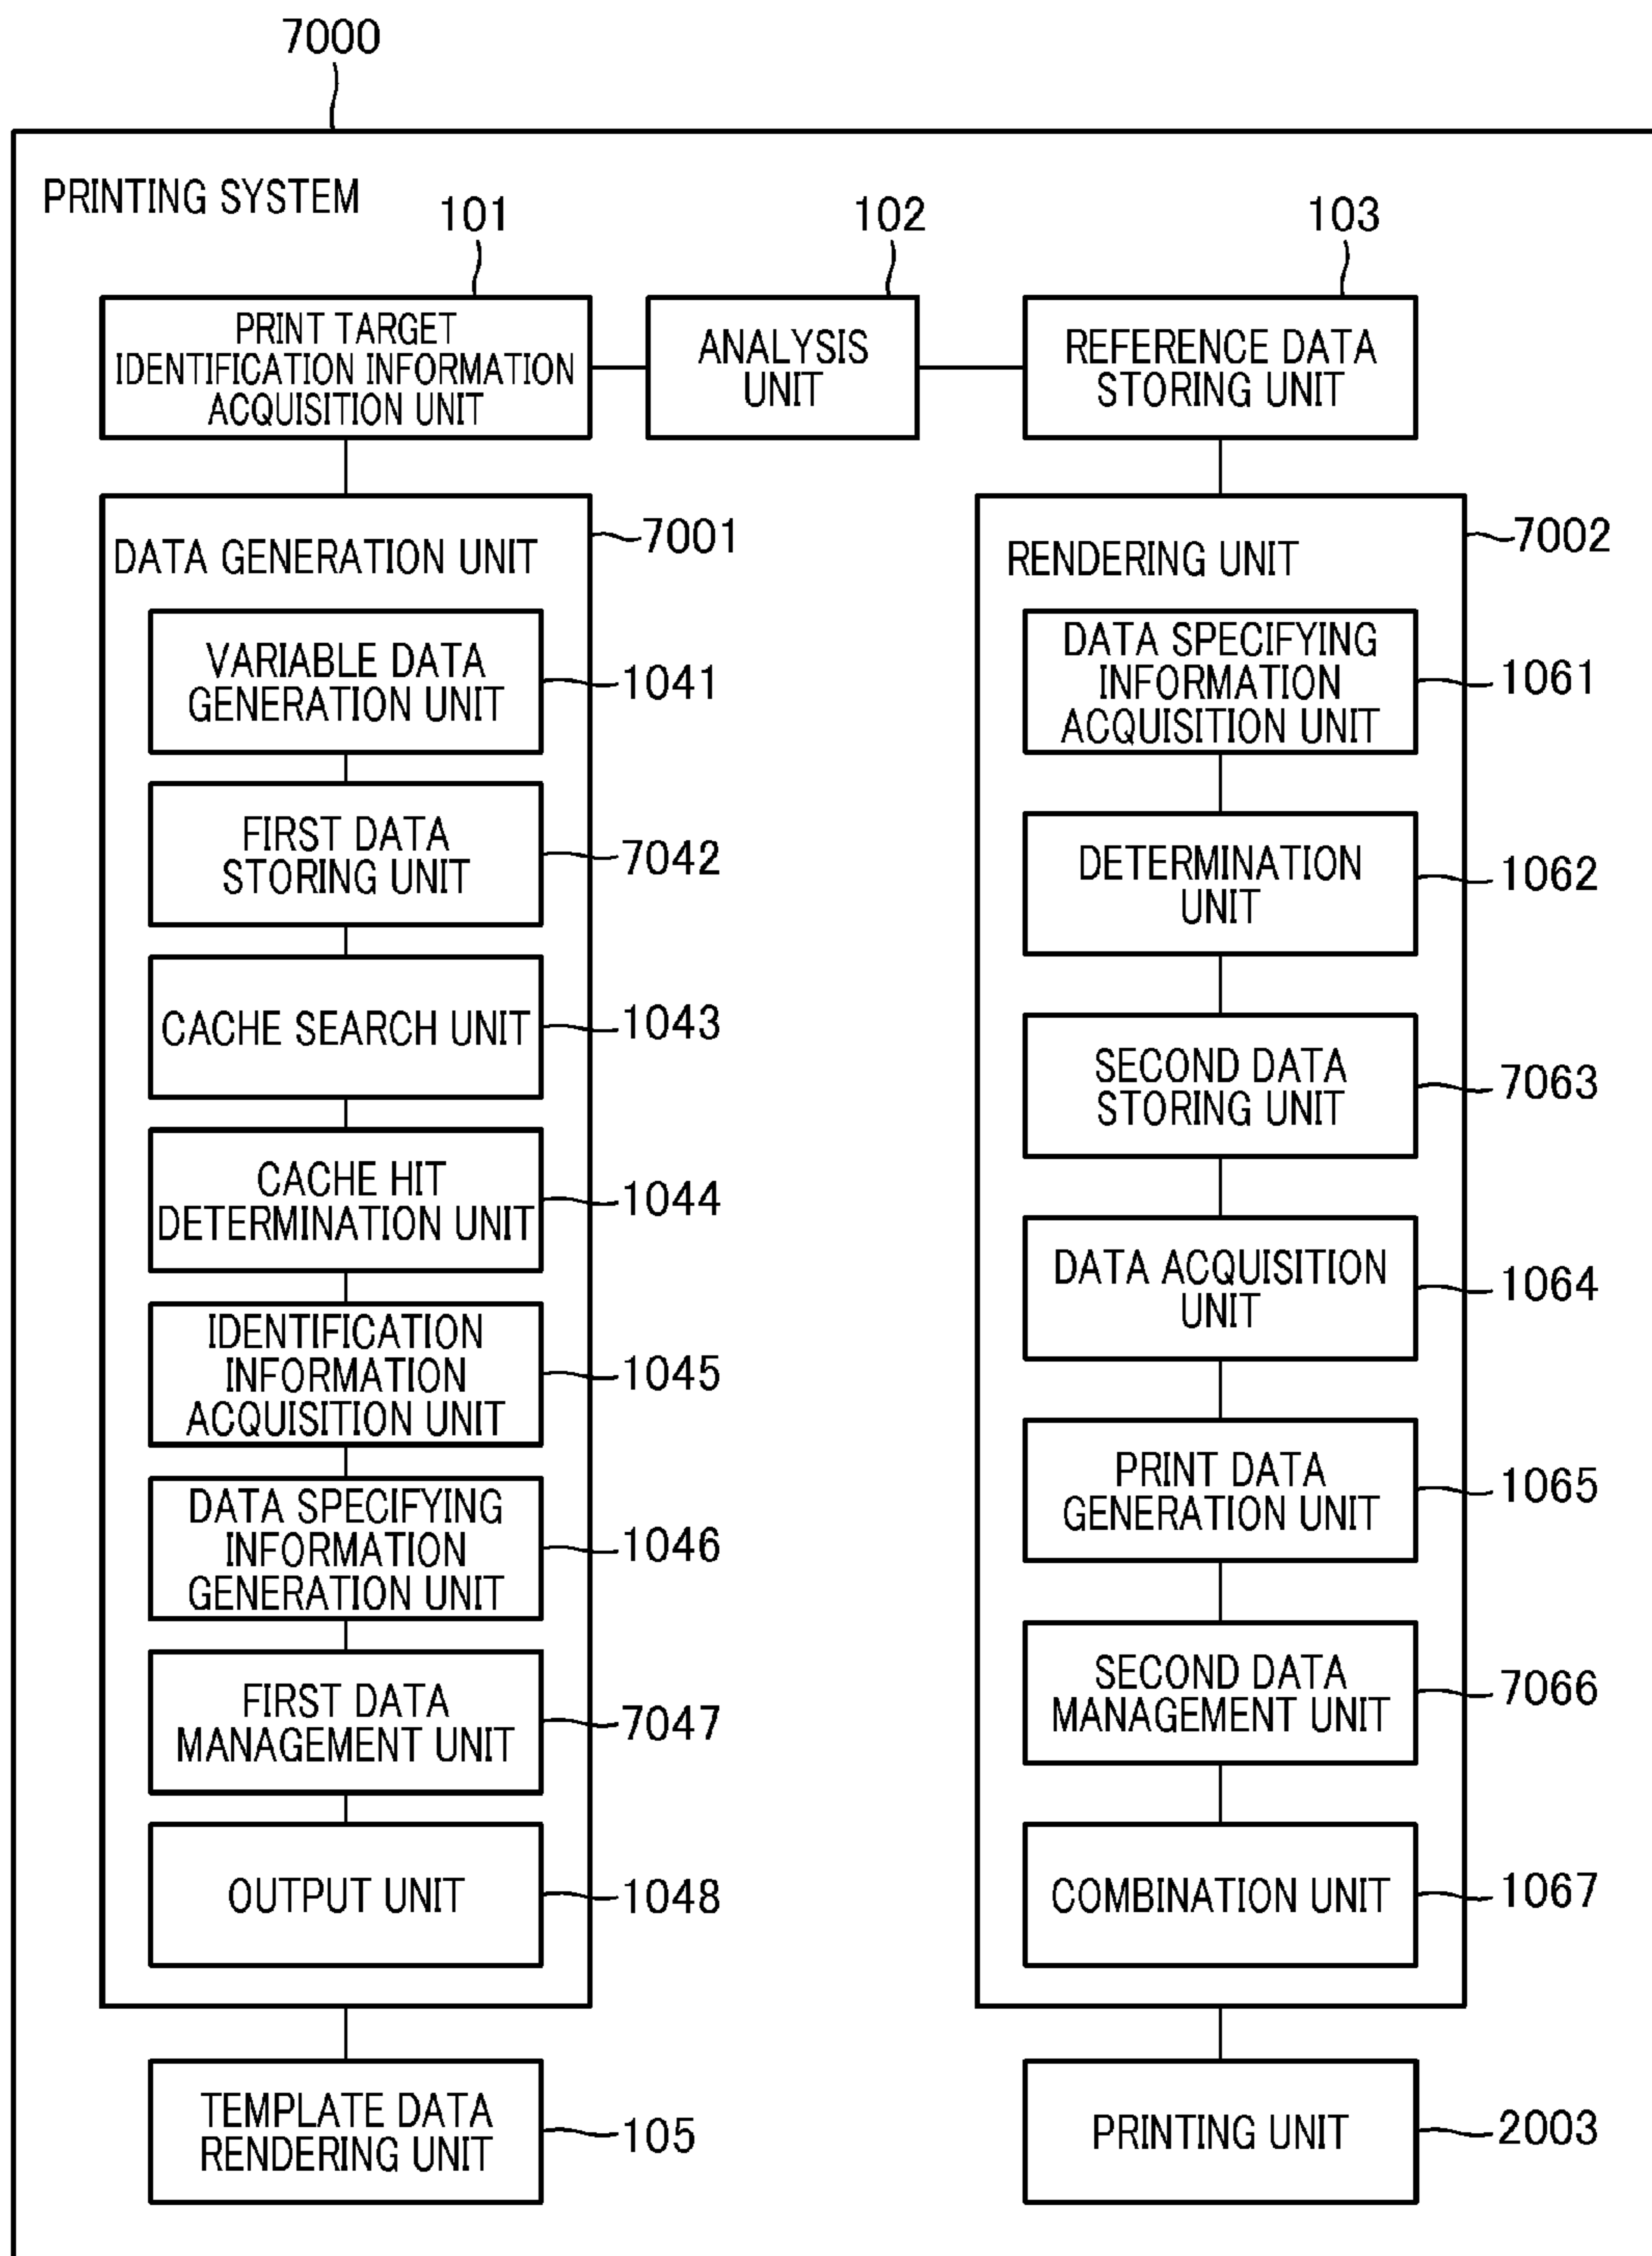 7000
PRINTING SYSTEM
101
102
103
PRINT TARGET
IDENTIFICATION INFORMATION
ACQUISITION UNIT
ANALYSIS
UNIT
REFERENCE DATA
STORING UNIT
DATA GENERATION UNIT
7001
VARIABLE DATA
GENERATION UNIT
1041
FIRST DATA
STORING UNIT
7042
CACHE SEARCH UNIT
1043
CACHE HIT
DETERMINATION UNIT
1044
IDENTIFICATION
INFORMATION
ACQUISITION UNIT
1045
DATA SPECIFYING
INFORMATION
GENERATION UNIT
1046
FIRST DATA
MANAGEMENT UNIT
7047
OUTPUT UNIT
1048
TEMPLATE DATA
RENDERING UNIT
105
RENDERING UNIT
7002
DATA SPECIFYING
INFORMATION
ACQUISITION UNIT
1061
DETERMINATION
UNIT
1062
SECOND DATA
STORING UNIT
7063
DATA ACQUISITION
UNIT
1064
PRINT DATA
GENERATION UNIT
1065
SECOND DATA
MANAGEMENT UNIT
7066
COMBINATION UNIT
1067
PRINTING UNIT
2003